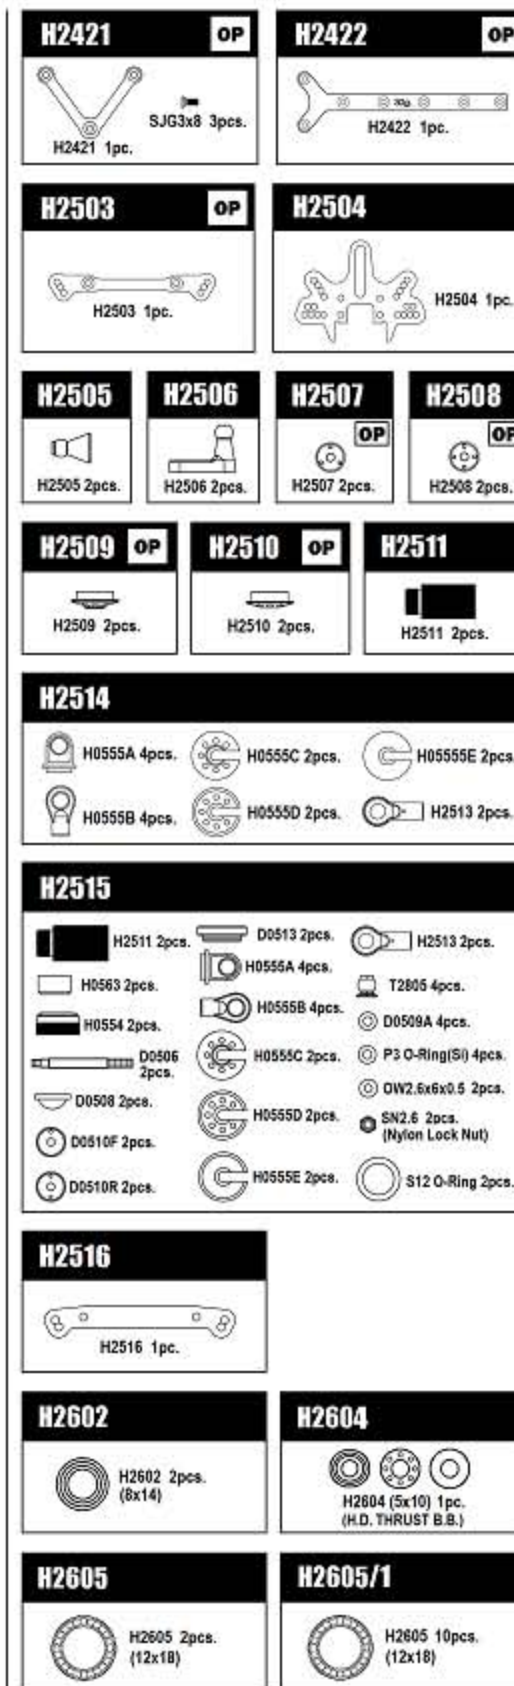 H2421 OP
SJG3x8 3pcs.
H2421 1pc.
H2422 OP
H2422 1pc.
H2503 OP
H2503 1pc.
H2504
H2504 1pc.
H2505
H2505 2pcs.
H2506
H2506 2pcs.
H2507
OP
H2507 2pcs.
H2508
OP
H2508 2pcs.
H2509 OP
H2509 2pcs.
H2510 OP
H2510 2pcs.
H2511
H2511 2pcs.
H2514
H0555A 4pcs.
H0555C 2pcs.
H05555E 2pcs.
H0555B 4pcs.
H0555D 2pcs.
H2513 2pcs.
H2515
H2511 2pcs.
H0563 2pcs.
H0554 2pcs.
D0506
2pcs.
D0508 2pcs.
D0510F 2pcs.
D0510R 2pcs.
D0513 2pcs.
H0555A 4pcs.
H0555B 4pcs.
H0555C 2pcs.
H0555D 2pcs.
H0555E 2pcs.
H2513 2pcs.
T2805 4pcs.
D0509A 4pcs.
P3 O-Ring(Si) 4pcs.
OW2.6x6x0.5 2pcs.
SN2.6 2pcs.
(Nylon Lock Nut)
S12 O-Ring 2pcs.
H2516
H2516 1pc.
H2602
H2602 2pcs.
(8x14)
H2604
H2604 (5x10) 1pc.
(H.D. THRUST B.B.)
H2605
H2605 2pcs.
(12x18)
H2605/1
H2605 10pcs.
(12x18)